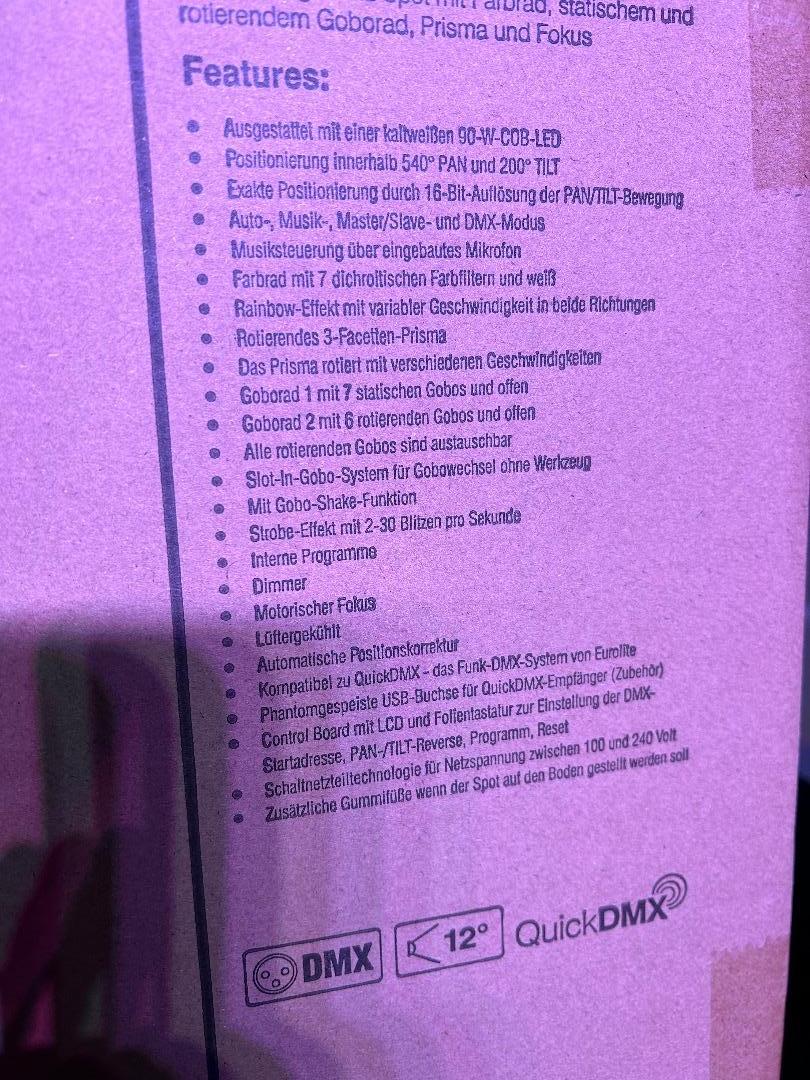 Farbrad, statischem und
rotierendem Goborad, Prisma und Fokus
Features:
• Ausgestattet mit einer kaltweißen 90-W-COB-LED
• Positionierung innerhalb 540° PAN und 200° TILT
• Exakte Positionierung durch 16-Bit-Auflösung der PAN/TILT-Bewegung
• Auto-, Musik-, Master/Slave- und DMX-Modus
• Musiksteuerung über eingebautes Mikrofon
• Farbrad mit 7 dichroitischen Farbfiltern und weiß
• Rainbow-Effekt mit variabler Geschwindigkeit in beide Richtungen
• Rotierendes 3-Facetten-Prisma
• Das Prisma rotiert mit verschiedenen Geschwindigkeiten
• Goborad 1 mit 7 statischen Gobos und offen
• Goborad 2 mit 6 rotierenden Gobos und offen
• Alle rotierenden Gobos sind austauschbar
• Slot-In-Gobo-System für Gobowechsel ohne Werkzeug
• Mit Gobo-Shake-Funktion
• Strobe-Effekt mit 2-30 Blitzen pro Sekunde
• Interne Programme
• Dimmer
• Motorischer Fokus
• Lüftergekühlt
• Automatische Positionskorrektur
• Kompatibel zu QuickDMX - das Funk-DMX-System von Eurolite
• Phantomgespeiste USB-Buchse für QuickDMX-Empfänger (Zubehör)
• Control Board mit LCD und Folientastatur zur Einstellung der DMX-
Startadresse, PAN-/TILT-Reverse, Programm, Reset
• Schaltnetzteiltechnologie für Netzspannung zwischen 100 und 240 Volt
• Zusätzliche Gummifüße wenn der Spot auf den Boden gestellt werden soll
DMX 12° QuickDMX